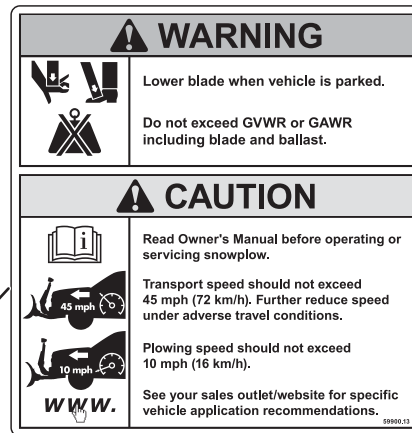 WARNING
Lower blade when vehicle is parked.
Do not exceed GVWR or GAWR
including blade and ballast.
CAUTION
Read Owner's Manual before operating or
servicing snowplow.
Transport speed should not exceed
45 mph (72 km/h). Further reduce speed
under adverse travel conditions.
45 mph
Plowing speed should not exceed
10 mph (16 km/h).
10 mph
www.
See your sales outlet/website for specific
vehicle application recommendations.
59900.13